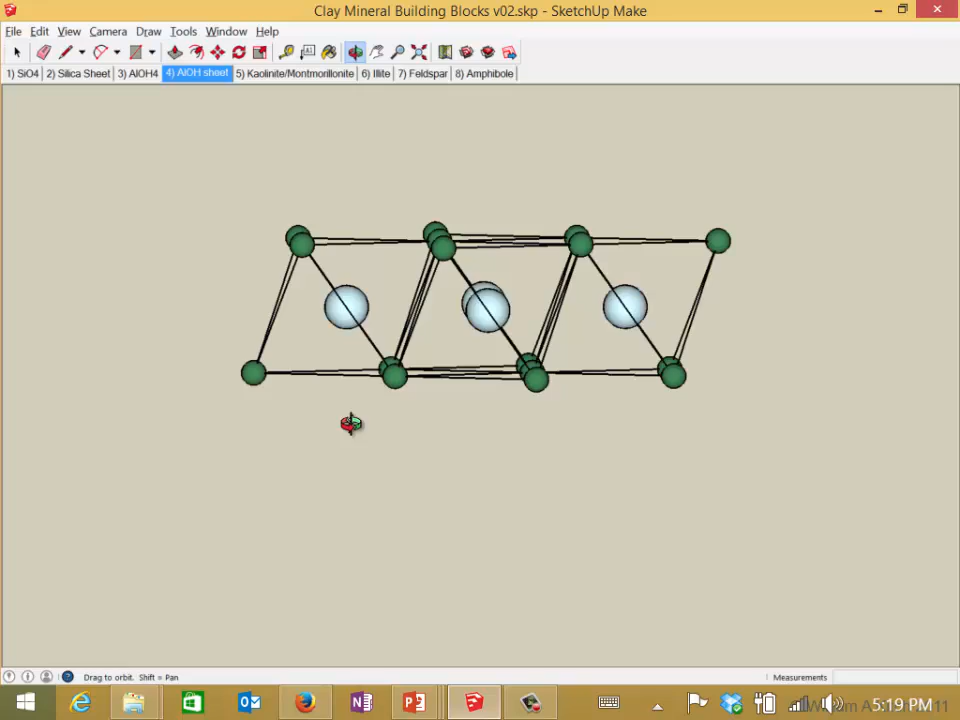 Clay Mineral Building Blocks v02.skp - SketchUp Make
File Edit View Camera Draw Tools Window Help
1) SiO4 2) Silica Sheet 3) AlOH4 4) AlOH sheet 5) Kaolinite/Montmorillonite 6) Illite 7) Feldspar 8) Amphibole
Drag to orbit. Shift = Pan
Measurements
5:19 PM